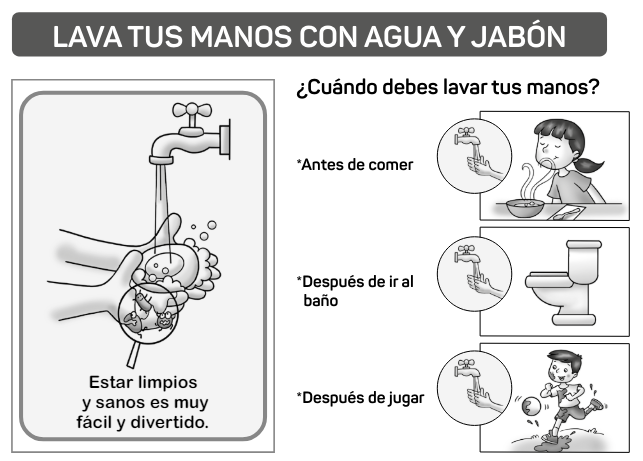 LAVA TUS MANOS CON AGUA Y JABÓN
Estar limpios
y sanos es muy
fácil y divertido.
¿Cuándo debes lavar tus manos?
*Antes de comer
*Después de ir al
baño
*Después de jugar